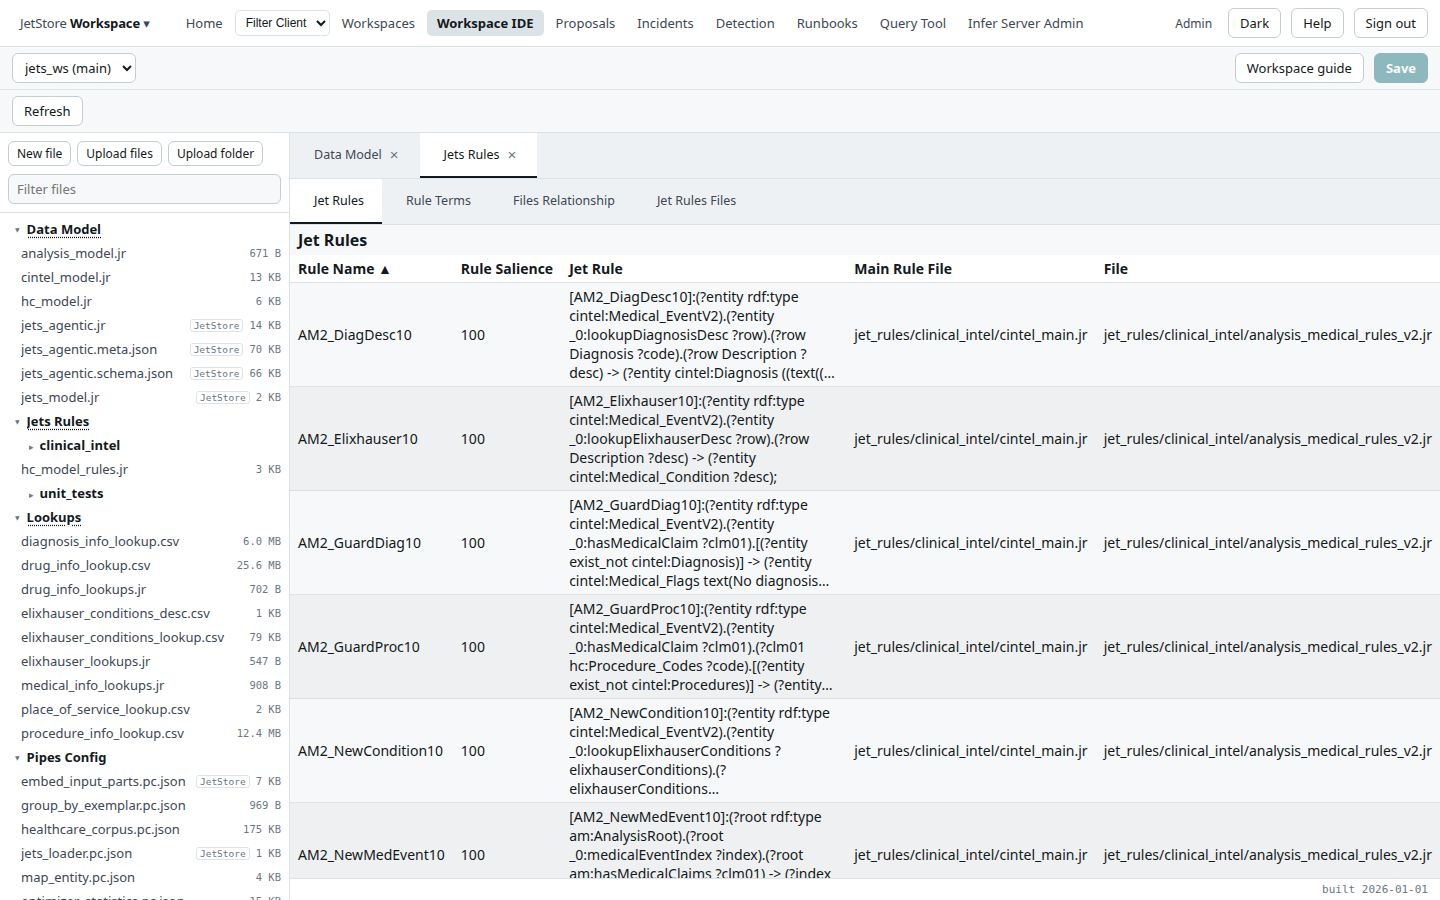 JetStore Workspace ▾ Home Filter Client Workspaces Workspace IDE Proposals Incidents Detection Runbooks Query Tool Infer Server Admin Admin Dark Help Sign out
jets_ws (main) Workspace guide Save
Refresh
New file Upload files Upload folder
Filter files
▾ Data Model
analysis_model.jr 671 B
cintel_model.jr 13 KB
hc_model.jr 6 KB
jets_agentic.jr JetStore 14 KB
jets_agentic.meta.json JetStore 70 KB
jets_agentic.schema.json JetStore 66 KB
jets_model.jr JetStore 2 KB
▾ Jets Rules
▸ clinical_intel
hc_model_rules.jr 3 KB
▸ unit_tests
▾ Lookups
diagnosis_info_lookup.csv 6.0 MB
drug_info_lookup.csv 25.6 MB
drug_info_lookups.jr 702 B
elixhauser_conditions_desc.csv 1 KB
elixhauser_conditions_lookup.csv 79 KB
elixhauser_lookups.jr 547 B
medical_info_lookups.jr 908 B
place_of_service_lookup.csv 2 KB
procedure_info_lookup.csv 12.4 MB
▾ Pipes Config
embed_input_parts.pc.json JetStore 7 KB
group_by_exemplar.pc.json 969 B
healthcare_corpus.pc.json 175 KB
jets_loader.pc.json JetStore 1 KB
map_entity.pc.json 4 KB
Data Model × Jets Rules ×
Jet Rules Rule Terms Files Relationship Jet Rules Files
Jet Rules
Rule Name ▲ Rule Salience Jet Rule Main Rule File File
[AM2_DiagDesc10]:(?entity rdf:type
cintel:Medical_EventV2).(?entity
AM2_DiagDesc10 100 _0:lookupDiagnosisDesc ?row).(?row jet_rules/clinical_intel/cintel_main.jr jet_rules/clinical_intel/analysis_medical_rules_v2.jr
Diagnosis ?code).(?row Description ?
desc) -> (?entity cintel:Diagnosis ((text((...
[AM2_Elixhauser10]:(?entity rdf:type
cintel:Medical_EventV2).(?entity
AM2_Elixhauser10 100 _0:lookupElixhauserDesc ?row).(?row jet_rules/clinical_intel/cintel_main.jr jet_rules/clinical_intel/analysis_medical_rules_v2.jr
Description ?desc) -> (?entity
cintel:Medical_Condition ?desc);
[AM2_GuardDiag10]:(?entity rdf:type
cintel:Medical_EventV2).(?entity
AM2_GuardDiag10 100 _0:hasMedicalClaim ?clm01).[(?entity jet_rules/clinical_intel/cintel_main.jr jet_rules/clinical_intel/analysis_medical_rules_v2.jr
exist_not cintel:Diagnosis)] -> (?entity
cintel:Medical_Flags text(No diagnosis...
[AM2_GuardProc10]:(?entity rdf:type
cintel:Medical_EventV2).(?entity
AM2_GuardProc10 100 _0:hasMedicalClaim ?clm01).(?clm01 jet_rules/clinical_intel/cintel_main.jr jet_rules/clinical_intel/analysis_medical_rules_v2.jr
hc:Procedure_Codes ?code).[(?entity
exist_not cintel:Procedures)] -> (?entity...
[AM2_NewCondition10]:(?entity rdf:type
cintel:Medical_EventV2).(?entity
AM2_NewCondition10 100 _0:lookupElixhauserConditions ? jet_rules/clinical_intel/cintel_main.jr jet_rules/clinical_intel/analysis_medical_rules_v2.jr
elixhauserConditions).(?
elixhauserConditions...
[AM2_NewMedEvent10]:(?root rdf:type
am:AnalysisRoot).(?root
AM2_NewMedEvent10 100 _0:medicalEventIndex ?index).(?root jet_rules/clinical_intel/cintel_main.jr jet_rules/clinical_intel/analysis_medical_rules_v2.jr
am:hasMedicalClaims ?clm01) -> (?index
built 2026-01-01